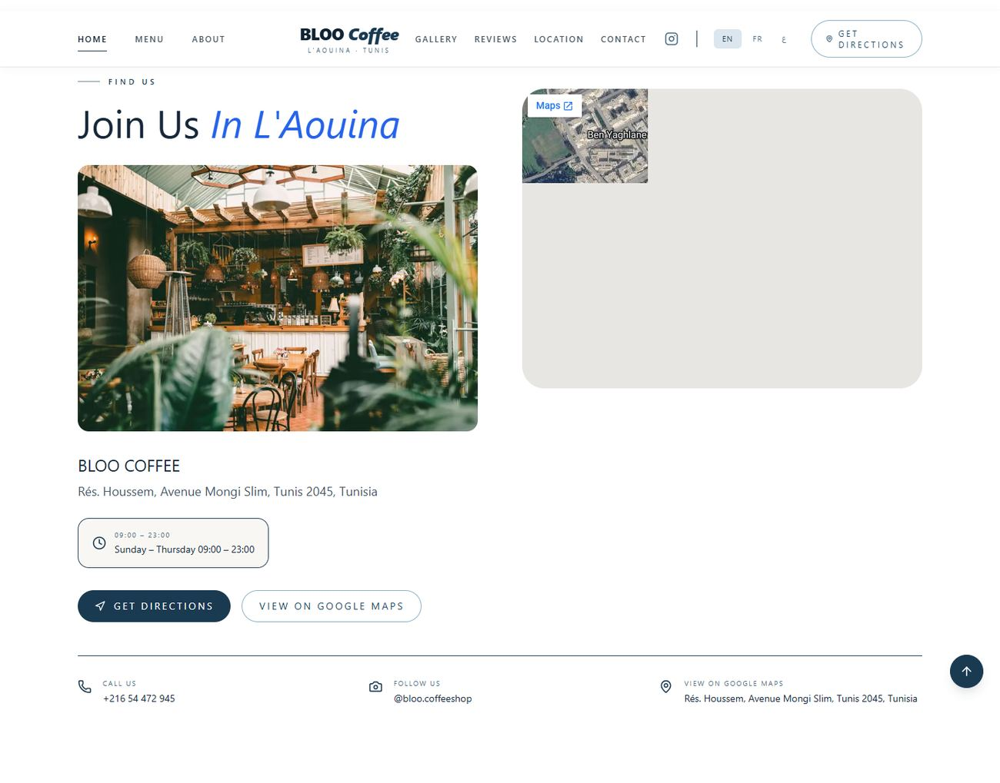 HOME
MENU
ABOUT
BLOO Coffee
L'AOUINA · TUNIS
GALLERY
REVIEWS
LOCATION
CONTACT
EN
FR
ع
GET
DIRECTIONS
FIND US
Join Us In L'Aouina
Maps
Ben Yaghlane
BLOO COFFEE
Rés. Houssem, Avenue Mongi Slim, Tunis 2045, Tunisia
09:00 – 23:00
Sunday – Thursday 09:00 – 23:00
GET DIRECTIONS
VIEW ON GOOGLE MAPS
CALL US
+216 54 472 945
FOLLOW US
@bloo.coffeeshop
VIEW ON GOOGLE MAPS
Rés. Houssem, Avenue Mongi Slim, Tunis 2045, Tunisia